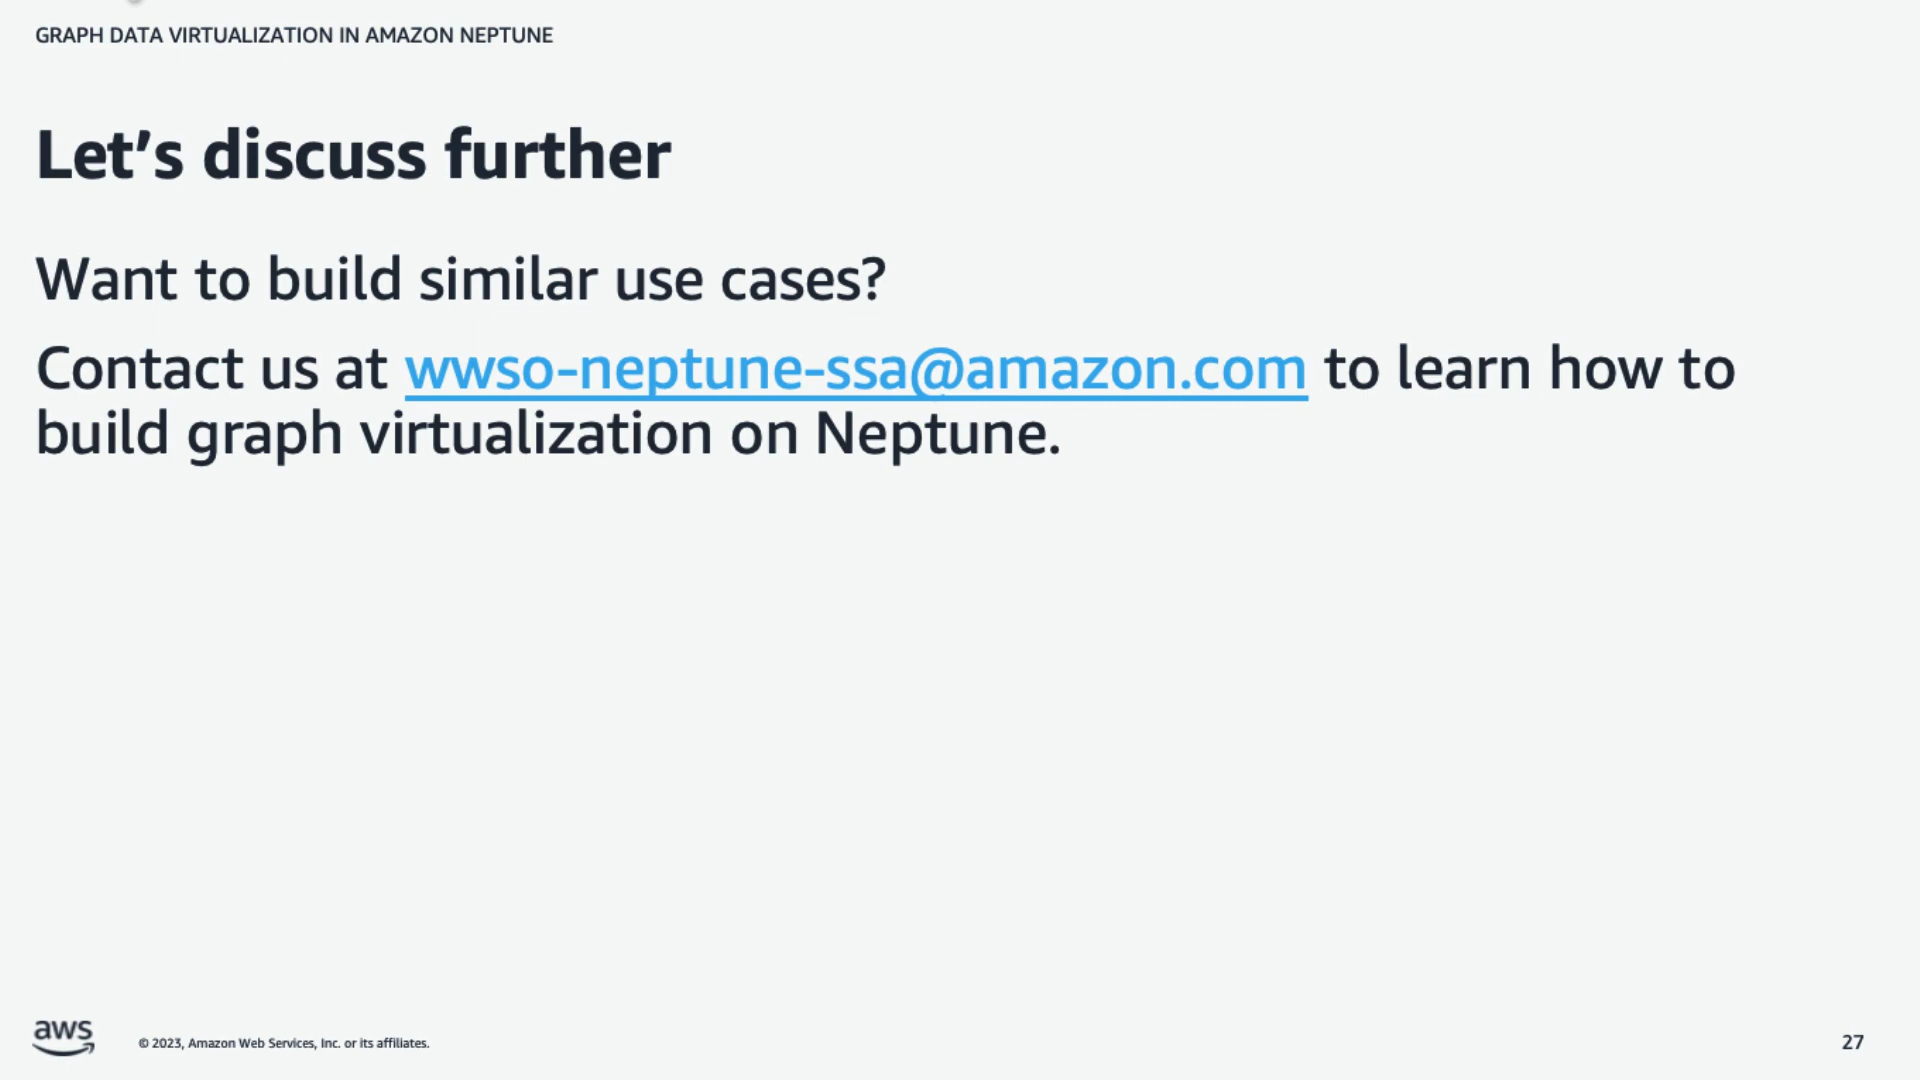 GRAPH DATA VIRTUALIZATION IN AMAZON NEPTUNE
Let’s discuss further
Want to build similar use cases?
Contact us at wwso-neptune-ssa@amazon.com to learn how to
build graph virtualization on Neptune.
aws
© 2023, Amazon Web Services, Inc. or its affiliates.
27